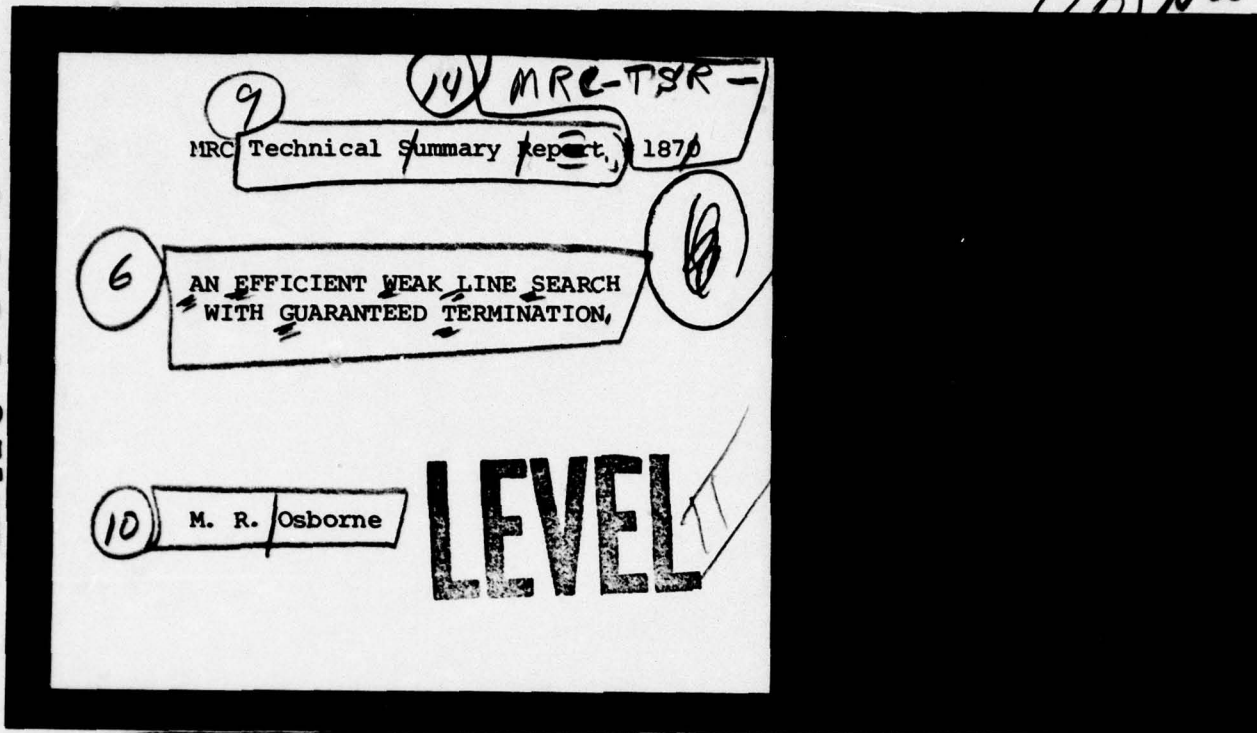 9
14 MRC-TSR-
MRC Technical Summary Report, 1870
6
AN EFFICIENT WEAK LINE SEARCH
WITH GUARANTEED TERMINATION,
10
M. R. Osborne
LEVEL II